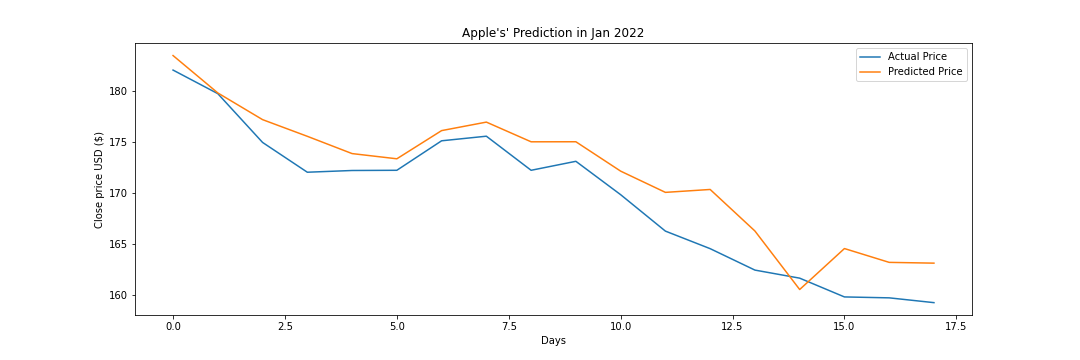 Apple's' Prediction in Jan 2022
Actual Price
Predicted Price
Close price USD ($)
180
175
170
165
160
0.0 2.5 5.0 7.5 10.0 12.5 15.0 17.5
Days